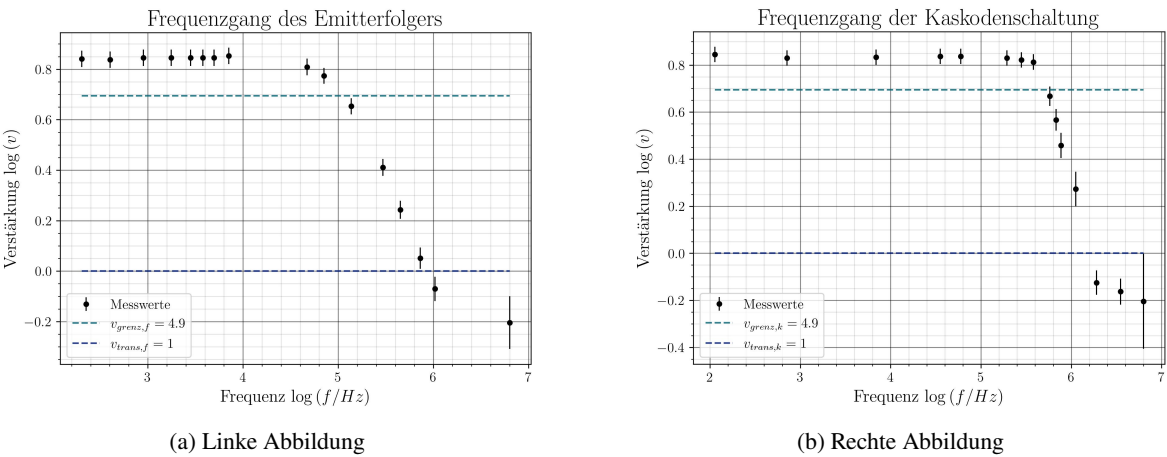 Frequenzgang des Emitterfolgers
Verstärkung log (v)
0.8
0.6
0.4
0.2
0.0
−0.2
Messwerte
v_{grenz,f} = 4.9
v_{trans,f} = 1
3 4 5 6 7
Frequenz log (f/Hz)
(a) Linke Abbildung
Frequenzgang der Kaskodenschaltung
Verstärkung log (v)
0.8
0.6
0.4
0.2
0.0
−0.2
−0.4
Messwerte
v_{grenz,k} = 4.9
v_{trans,k} = 1
2 3 4 5 6 7
Frequenz log (f/Hz)
(b) Rechte Abbildung